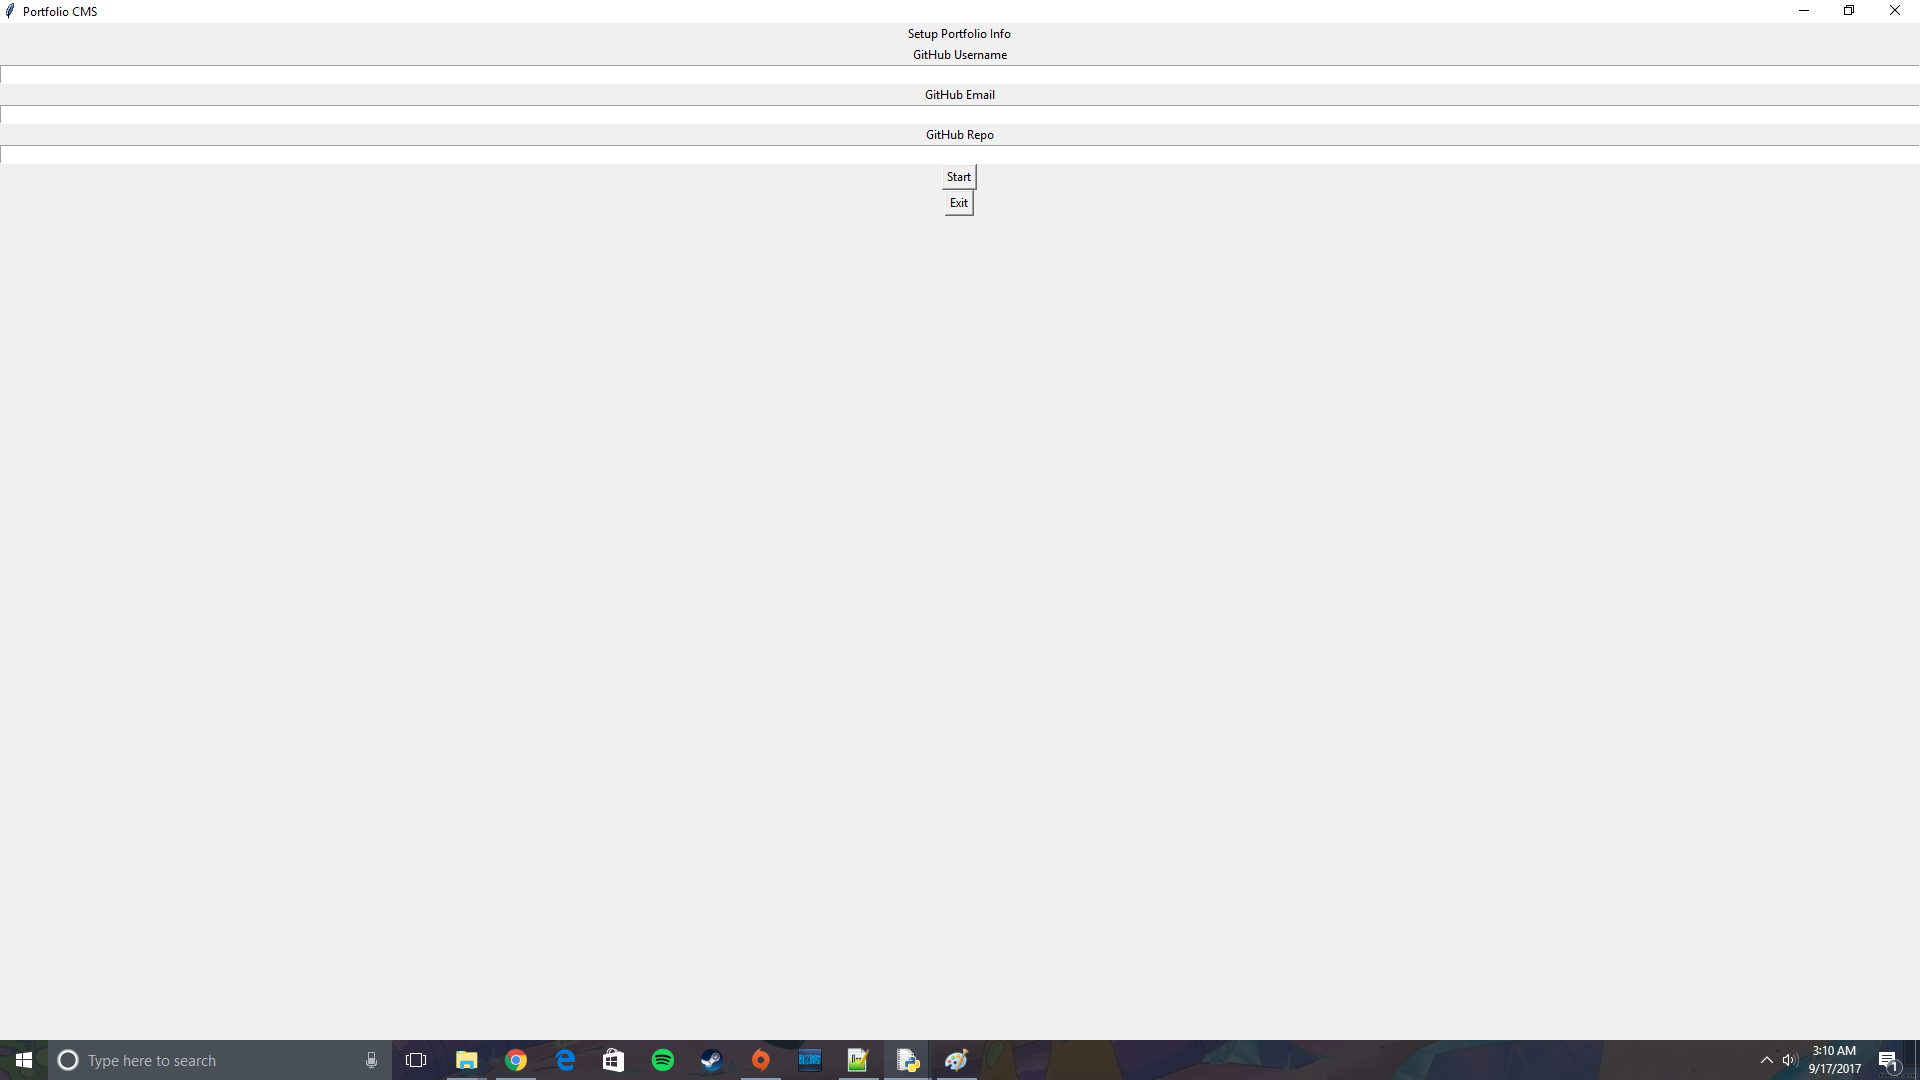 Portfolio CMS
Setup Portfolio Info
GitHub Username
GitHub Email
GitHub Repo
Start
Exit
Type here to search
3:10 AM
9/17/2017
1